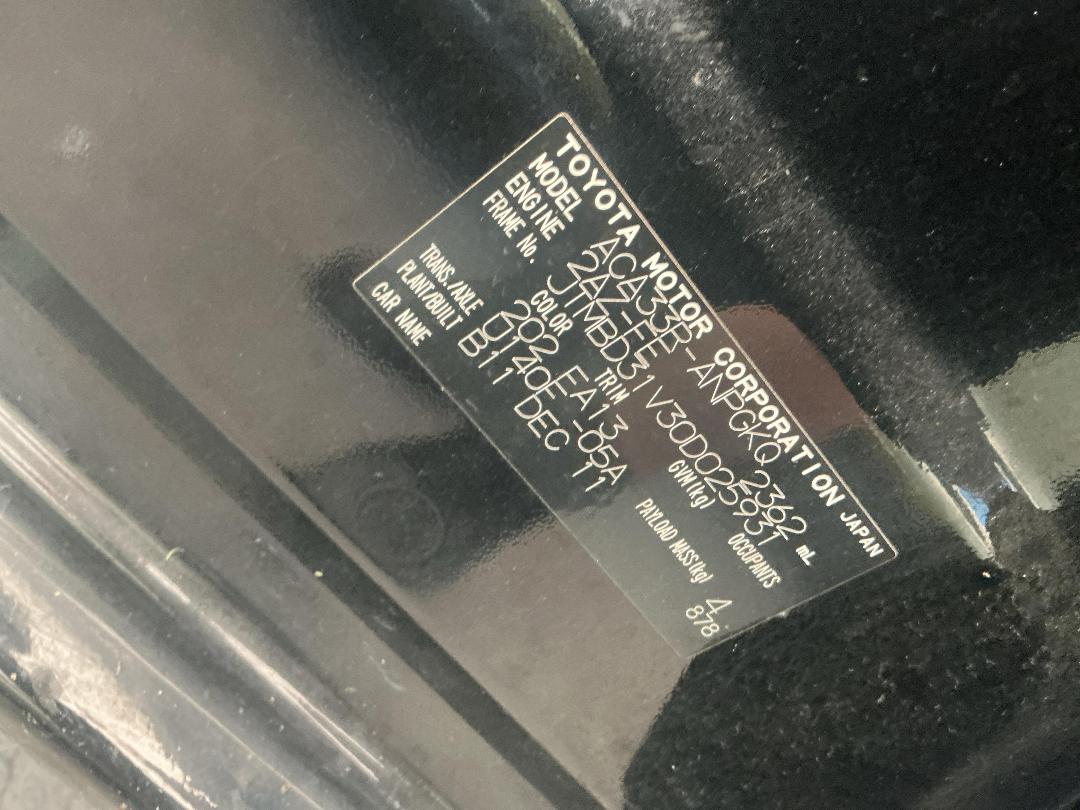 TOYOTA MOTOR CORPORATION JAPAN
MODEL ACA33R-ANPGKQ
ENGINE 2AZ-FE 2362 mL
FRAME No. JTMBD31V30D025931
COLOR TRIM GVM(kg) OCCUPANTS
202 EA13 4
TRANS./AXLE U140F -05A PAYLOAD MASS(kg) 878
PLANT/BUILT B11 DEC 11
CAR NAME